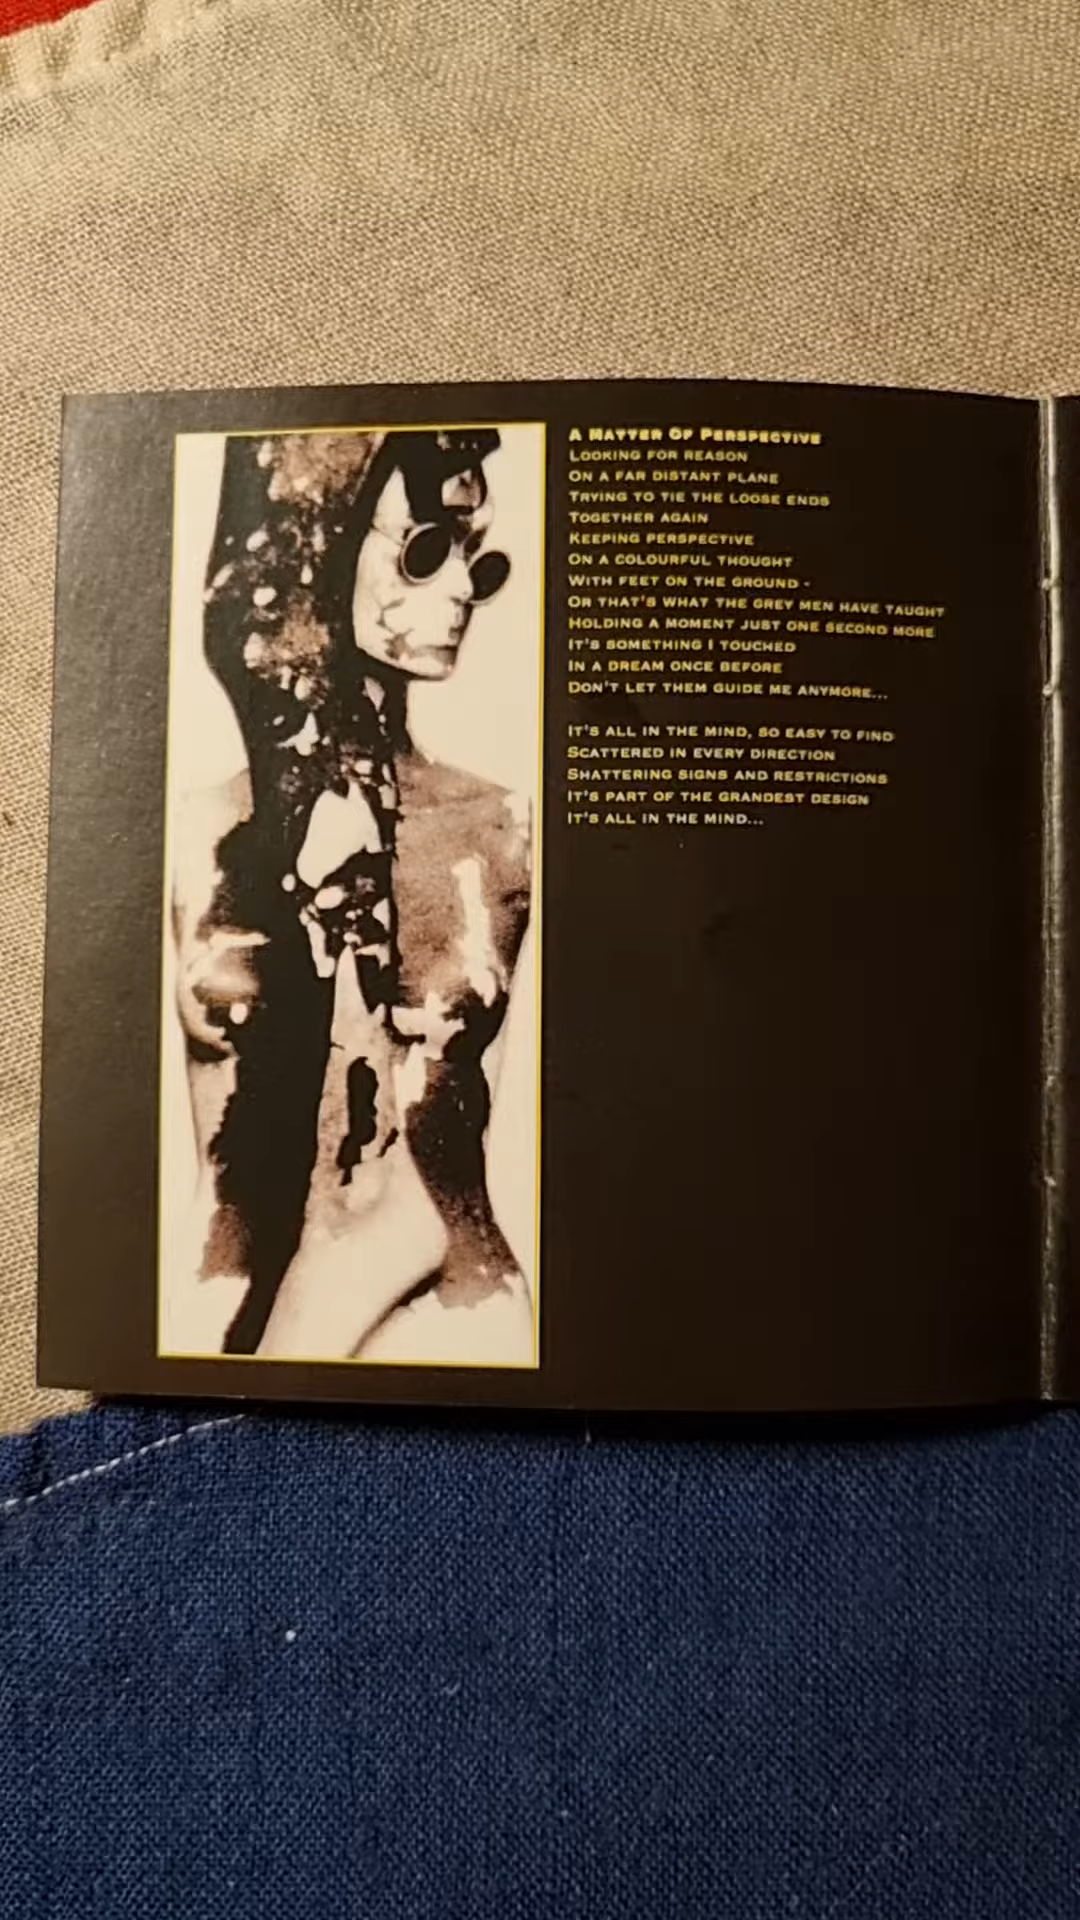 A Matter Of Perspective
Looking for reason
On a far distant plane
Trying to tie the loose ends
Together again
Keeping perspective
On a colourful thought
With feet on the ground -
Or that's what the grey men have taught
Holding a moment just one second more
It's something I touched
In a dream once before
Don't let them guide me anymore...
It's all in the mind, so easy to find
Scattered in every direction
Shattering signs and restrictions
It's part of the grandest design
It's all in the mind...